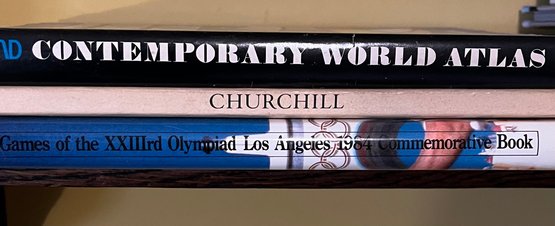 ND CONTEMPORARY WORLD ATLAS
CHURCHILL
Games of the XXIIIrd Olympiad Los Angeles 1984 Commemorative Book